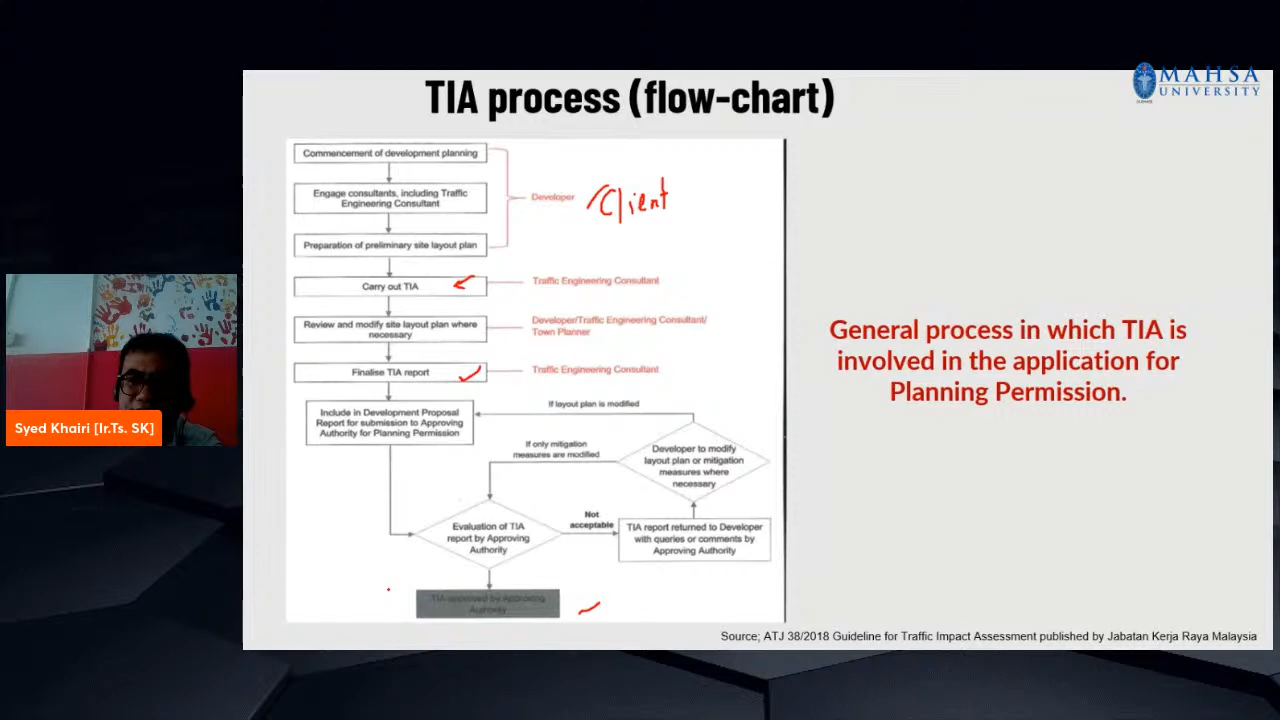 TIA process (flow-chart)
MAHSA
UNIVERSITY
Commencement of development planning
Engage consultants, including Traffic
Engineering Consultant
Developer
/Client
Preparation of preliminary site layout plan
Carry out TIA
Traffic Engineering Consultant
Review and modify site layout plan where
necessary
Developer/Traffic Engineering Consultant/
Town Planner
Finalise TIA report
Traffic Engineering Consultant
Include in Development Proposal
Report for submission to Approving
Authority for Planning Permission
If layout plan is modified
If only mitigation
measures are modified
Developer to modify
layout plan or mitigation
measures where
necessary
Evaluation of TIA
report by Approving
Authority
Not
acceptable
TIA report returned to Developer
with queries or comments by
Approving Authority
TIA approved by Approving
Authority
General process in which TIA is
involved in the application for
Planning Permission.
Syed Khairi [Ir.Ts. SK]
Source; ATJ 38/2018 Guideline for Traffic Impact Assessment published by Jabatan Kerja Raya Malaysia